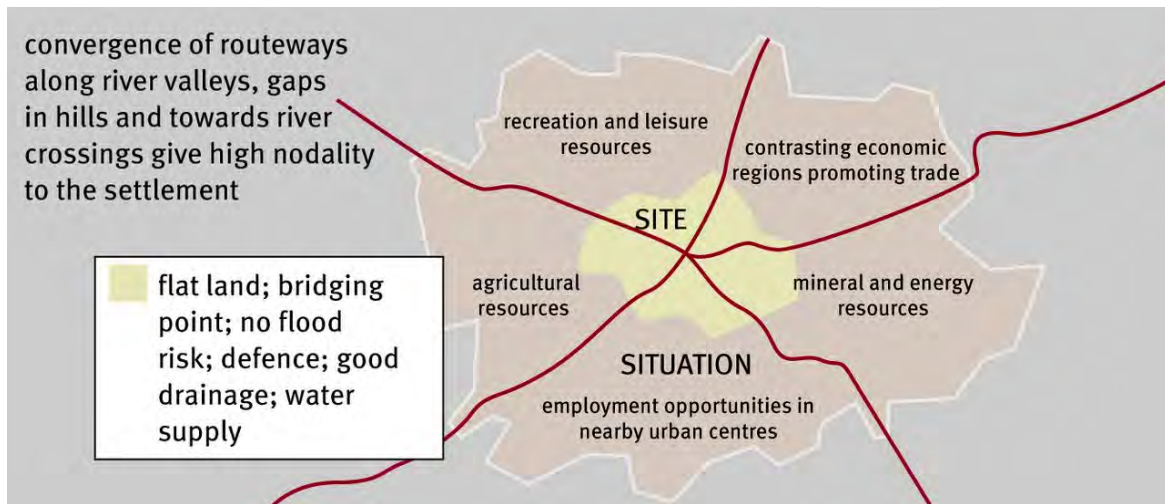 convergence of routeways
along river valleys, gaps
in hills and towards river
crossings give high nodality
to the settlement
recreation and leisure
resources
contrasting economic
regions promoting trade
SITE
agricultural
resources
mineral and energy
resources
SITUATION
employment opportunities in
nearby urban centres
flat land; bridging
point; no flood
risk; defence; good
drainage; water
supply